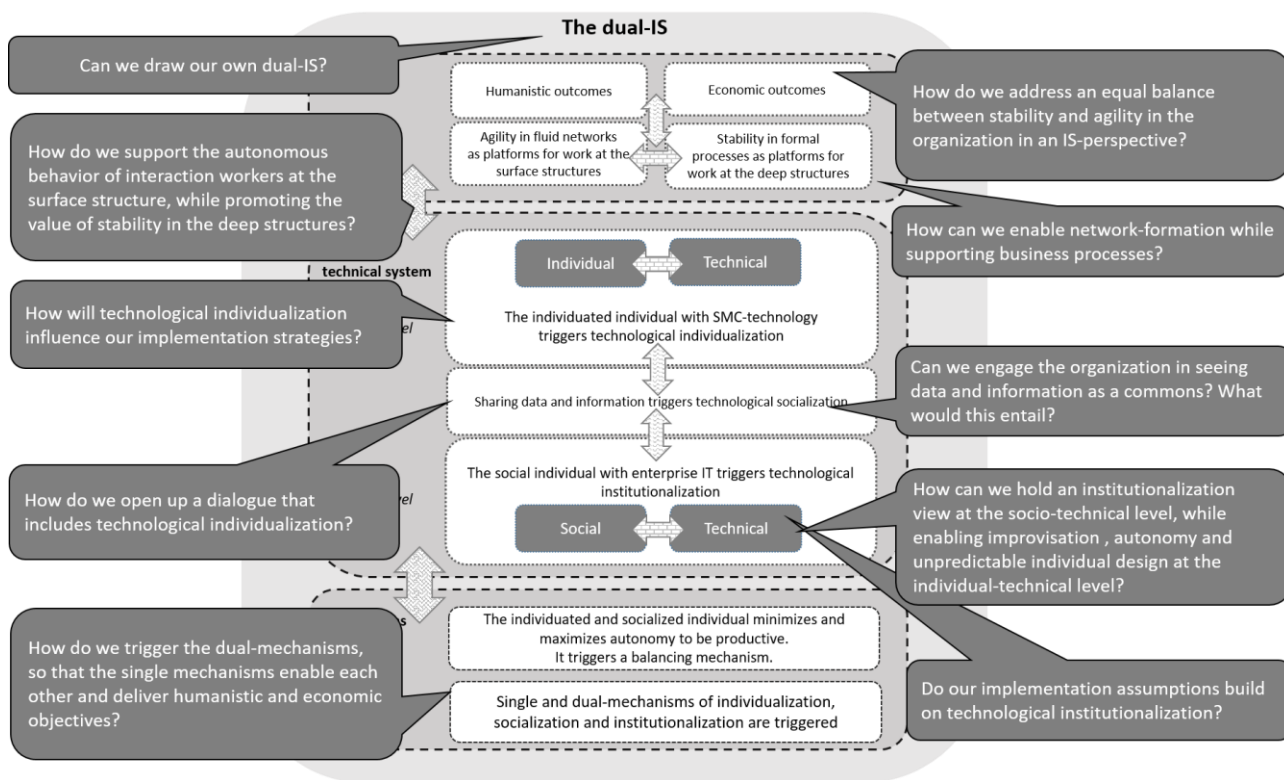 The dual-IS
Can we draw our own dual-IS?
Humanistic outcomes
Economic outcomes
How do we address an equal balance
between stability and agility in the
organization in an IS-perspective?
Agility in fluid networks
as platforms for work at the
surface structures
Stability in formal
processes as platforms for
work at the deep structures
How do we support the autonomous
behavior of interaction workers at the
surface structure, while promoting the
value of stability in the deep structures?
How can we enable network-formation while
supporting business processes?
technical system
Individual
Technical
How will technological individualization
influence our implementation strategies?
The individuated individual with SMC-technology
triggers technological individualization
Can we engage the organization in seeing
data and information as a commons? What
would this entail?
Sharing data and information triggers technological socialization
The social individual with enterprise IT triggers technological
institutionalization
How do we open up a dialogue that
includes technological individualization?
Social
Technical
How can we hold an institutionalization
view at the socio-technical level, while
enabling improvisation , autonomy and
unpredictable individual design at the
individual-technical level?
The individuated and socialized individual minimizes and
maximizes autonomy to be productive.
It triggers a balancing mechanism.
How do we trigger the dual-mechanisms,
so that the single mechanisms enable each
other and deliver humanistic and economic
objectives?
Single and dual-mechanisms of individualization,
socialization and institutionalization are triggered
Do our implementation assumptions build
on technological institutionalization?